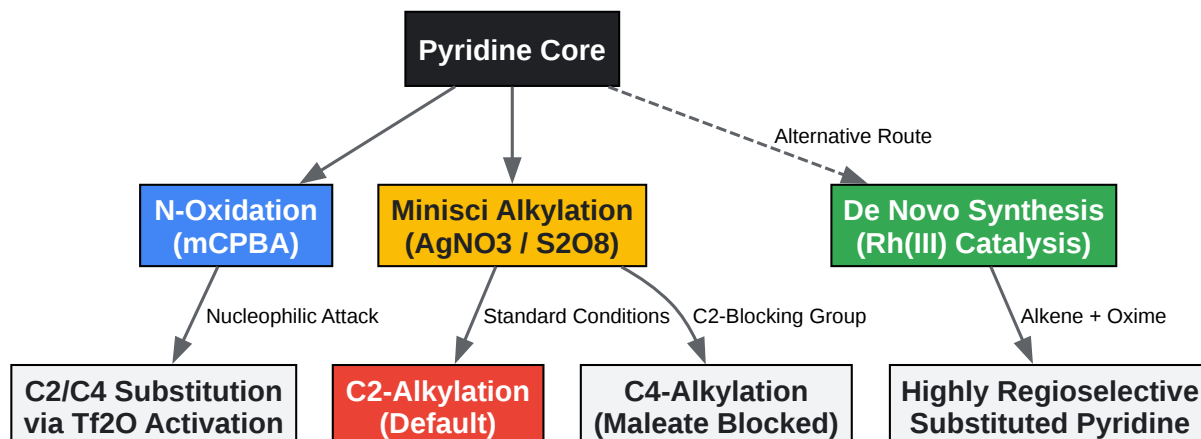 Pyridine Core
Alternative Route
N-Oxidation
(mCPBA)
Minisci Alkylation
(AgNO3 / S2O8)
De Novo Synthesis
(Rh(III) Catalysis)
Nucleophilic Attack
Standard Conditions
C2-Blocking Group
Alkene + Oxime
C2/C4 Substitution
via Tf2O Activation
C2-Alkylation
(Default)
C4-Alkylation
(Maleate Blocked)
Highly Regioselective
Substituted Pyridine